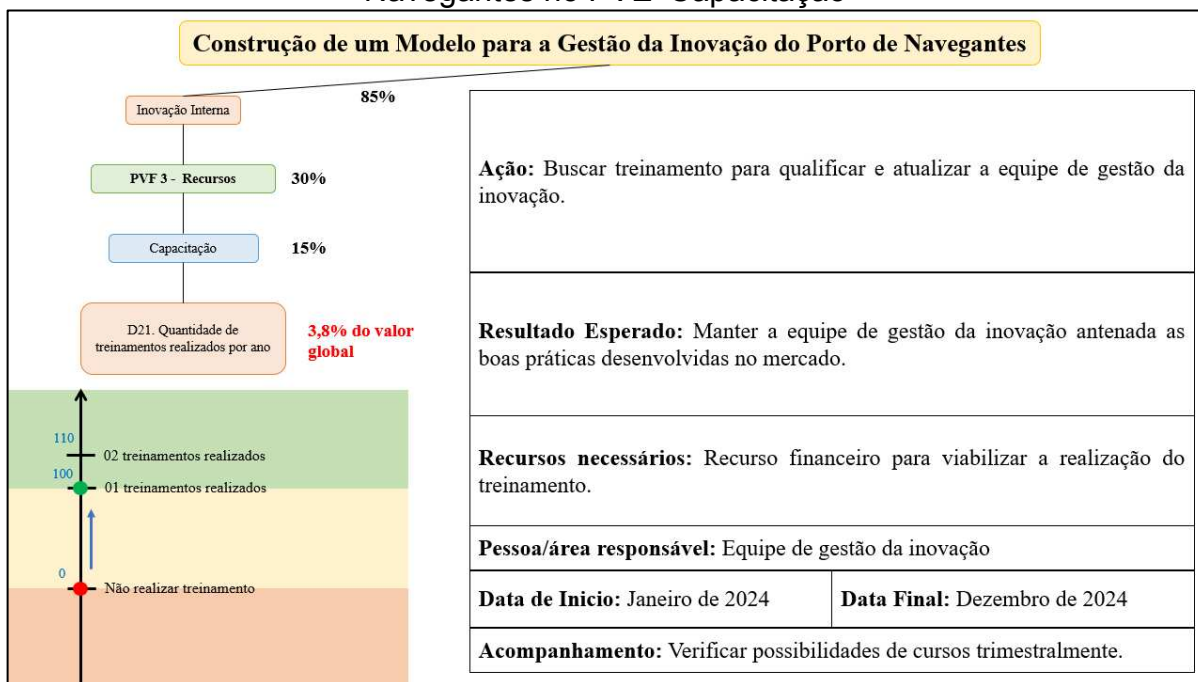 Navegantes no PVE "Capacitação"
Construção de um Modelo para a Gestão da Inovação do Porto de Navegantes
85%
Inovação Interna
PVF 3 - Recursos
30%
Capacitação
15%
D21. Quantidade de
treinamentos realizados por ano
3,8% do valor
global
110
02 treinamentos realizados
100
01 treinamentos realizados
0
Não realizar treinamento
Ação: Buscar treinamento para qualificar e atualizar a equipe de gestão da
inovação.
Resultado Esperado: Manter a equipe de gestão da inovação antenada as
boas práticas desenvolvidas no mercado.
Recursos necessários: Recurso financeiro para viabilizar a realização do
treinamento.
Pessoa/área responsável: Equipe de gestão da inovação
Data de Inicio: Janeiro de 2024
Data Final: Dezembro de 2024
Acompanhamento: Verificar possibilidades de cursos trimestralmente.